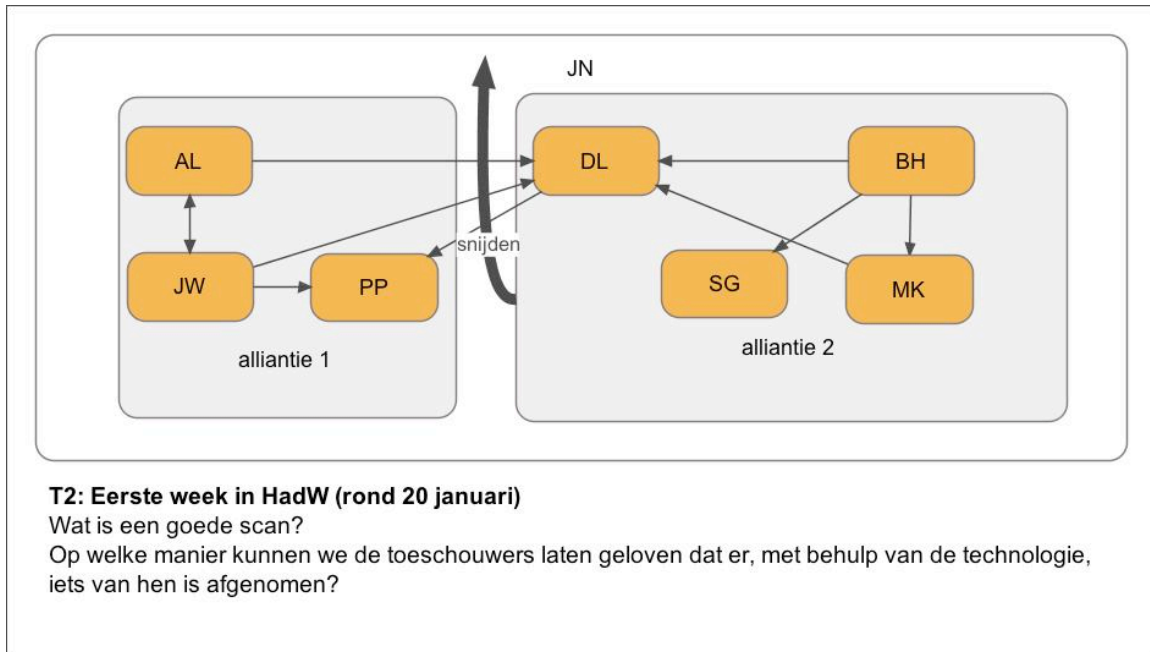 JN
AL
DL
BH
snijden
JW
PP
SG
MK
alliantie 1
alliantie 2
T2: Eerste week in HadW (rond 20 januari)
Wat is een goede scan?
Op welke manier kunnen we de toeschouwers laten geloven dat er, met behulp van de technologie,
iets van hen is afgenomen?